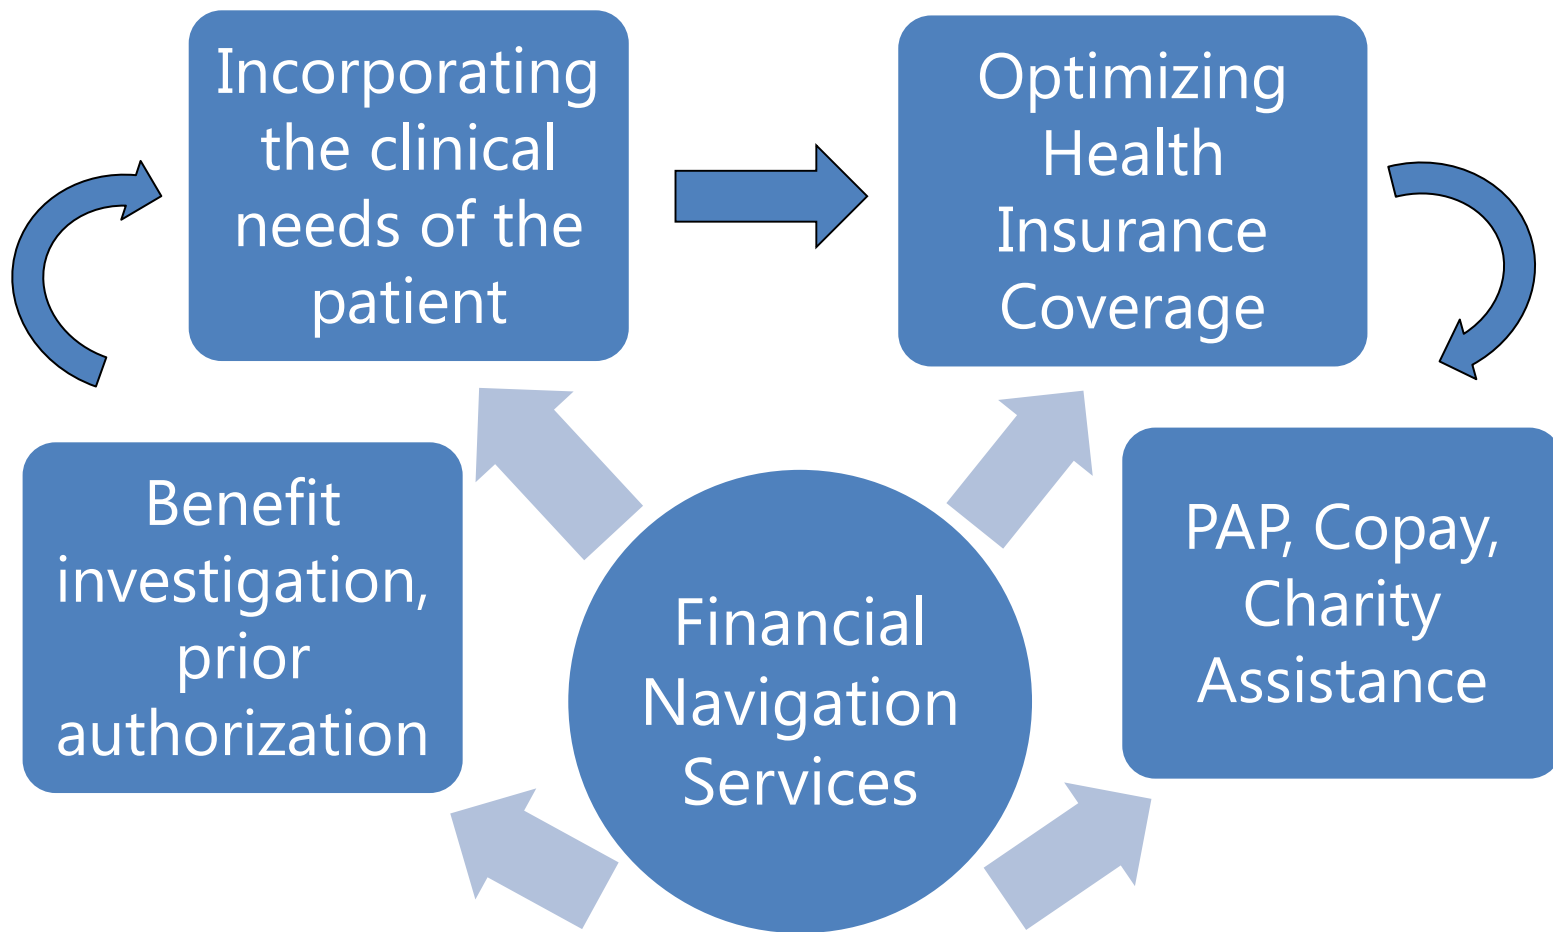 Incorporating
the clinical
needs of the
patient
Optimizing
Health
Insurance
Coverage
Benefit
investigation,
prior
authorization
Financial
Navigation
Services
PAP, Copay,
Charity
Assistance